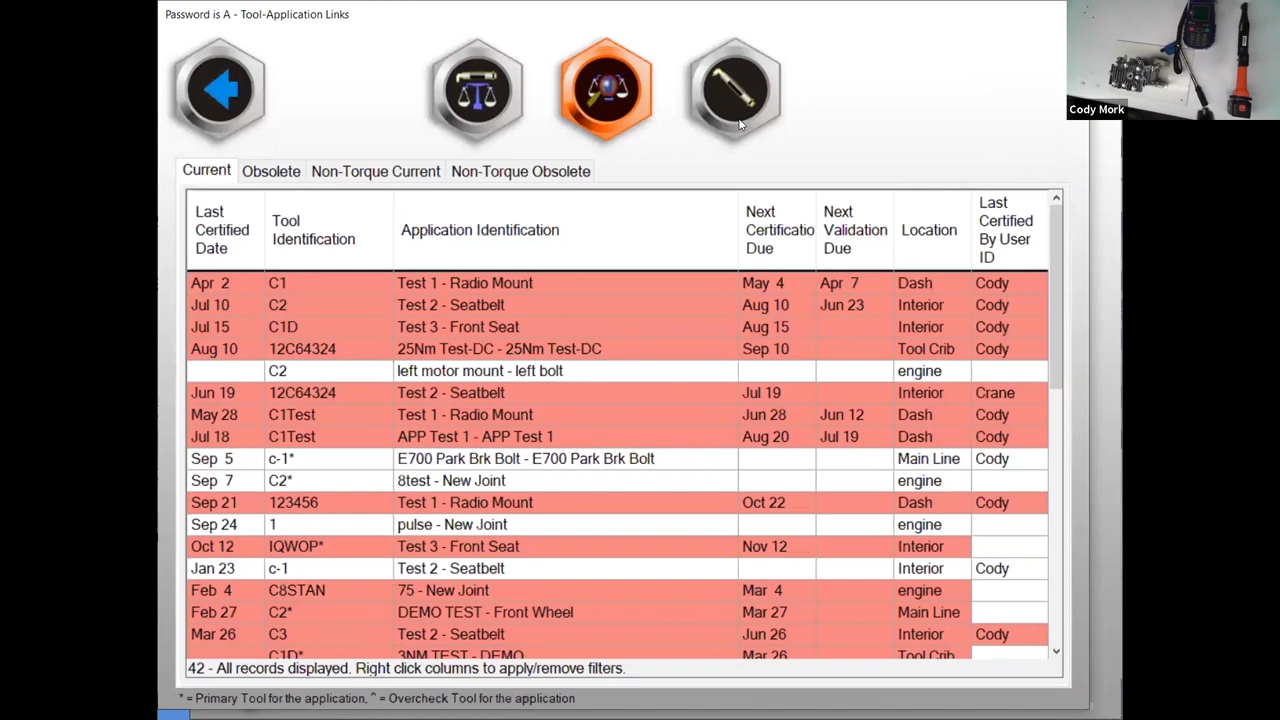 Password is A - Tool-Application Links
Cody Mork
Current Obsolete Non-Torque Current Non-Torque Obsolete
Last Certified Date Tool Identification Application Identification Next Certificatio Due Next Validation Due Location Last Certified By User ID
Apr 2 C1 Test 1 - Radio Mount May 4 Apr 7 Dash Cody
Jul 10 C2 Test 2 - Seatbelt Aug 10 Jun 23 Interior Cody
Jul 15 C1D Test 3 - Front Seat Aug 15 Interior Cody
Aug 10 12C64324 25Nm Test-DC - 25Nm Test-DC Sep 10 Tool Crib Cody
C2 left motor mount - left bolt engine
Jun 19 12C64324 Test 2 - Seatbelt Jul 19 Interior Crane
May 28 C1Test Test 1 - Radio Mount Jun 28 Jun 12 Dash Cody
Jul 18 C1Test APP Test 1 - APP Test 1 Aug 20 Jul 19 Dash Cody
Sep 5 c-1* E700 Park Brk Bolt - E700 Park Brk Bolt Main Line Cody
Sep 7 C2* 8test - New Joint engine
Sep 21 123456 Test 1 - Radio Mount Oct 22 Dash Cody
Sep 24 1 pulse - New Joint engine
Oct 12 IQWOP* Test 3 - Front Seat Nov 12 Interior
Jan 23 c-1 Test 2 - Seatbelt Interior Cody
Feb 4 C8STAN 75 - New Joint Mar 4 engine
Feb 27 C2* DEMO TEST - Front Wheel Mar 27 Main Line
Mar 26 C3 Test 2 - Seatbelt Jun 26 Interior Cody
C1D* 3NM TEST - DEMO Mar 26 Tool Crib
42 - All records displayed. Right click columns to apply/remove filters.
* = Primary Tool for the application, ^ = Overcheck Tool for the application